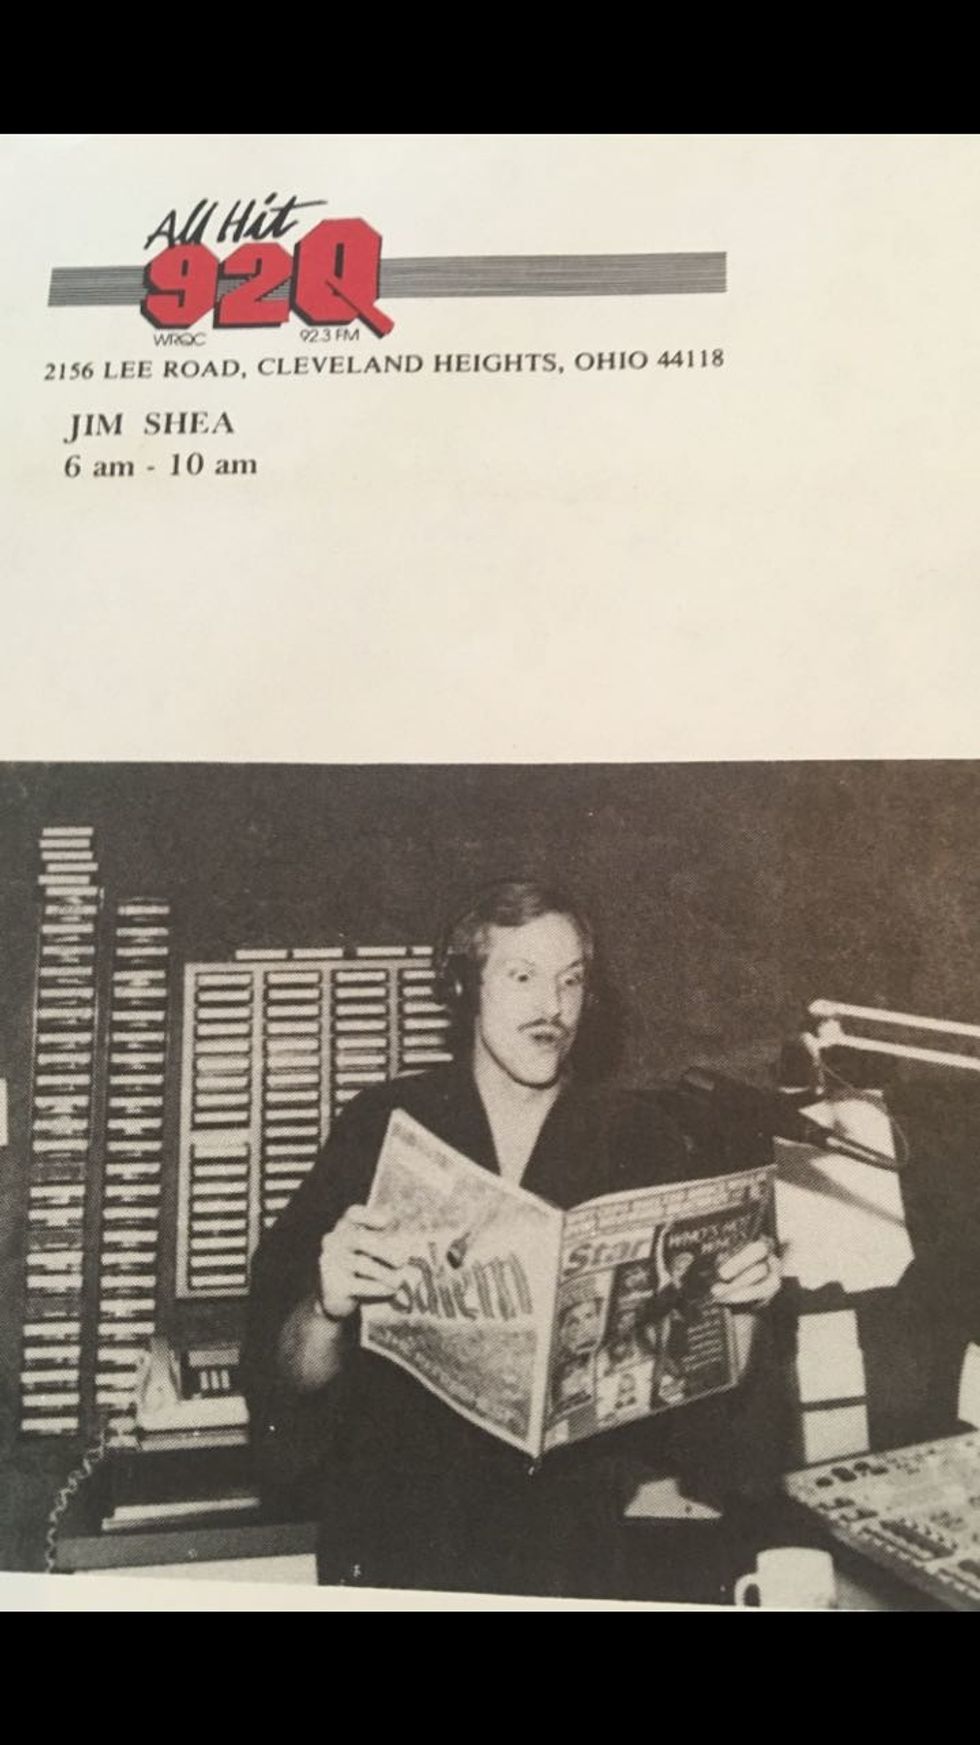 All Hit
92Q
WRQC 92.3 FM
2156 LEE ROAD, CLEVELAND HEIGHTS, OHIO 44118
JIM SHEA
6 am - 10 am
Salem
Star